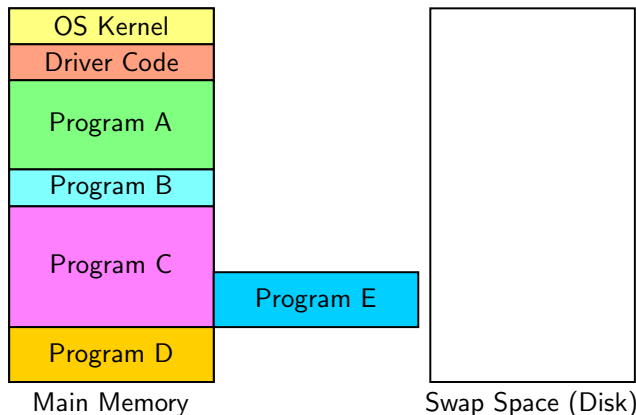 OS Kernel
Driver Code
Program A
Program B
Program C
Program E
Program D
Main Memory
Swap Space (Disk)